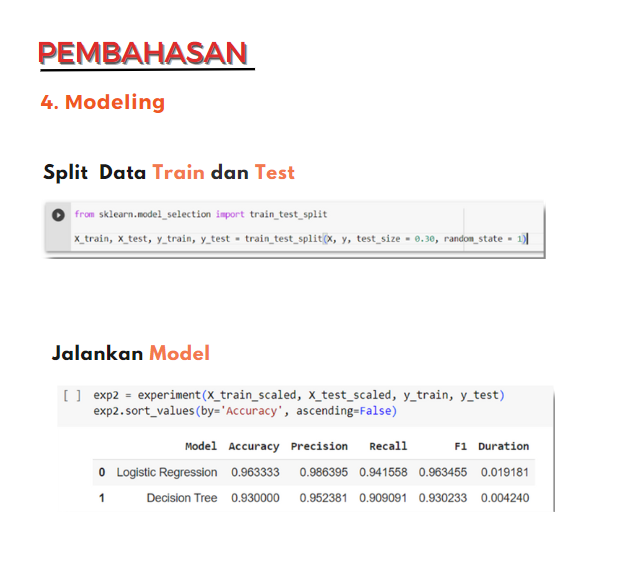 PEMBAHASAN
4. Modeling
Split Data Train dan Test
from sklearn.model_selection import train_test_split
X_train, X_test, y_train, y_test = train_test_split(X, y, test_size = 0.30, random_state = 1)
Jalankan Model
[ ] exp2 = experiment(X_train_scaled, X_test_scaled, y_train, y_test)
exp2.sort_values(by='Accuracy', ascending=False)
Model Accuracy Precision Recall F1 Duration
0 Logistic Regression 0.963333 0.986395 0.941558 0.963455 0.019181
1 Decision Tree 0.930000 0.952381 0.909091 0.930233 0.004240